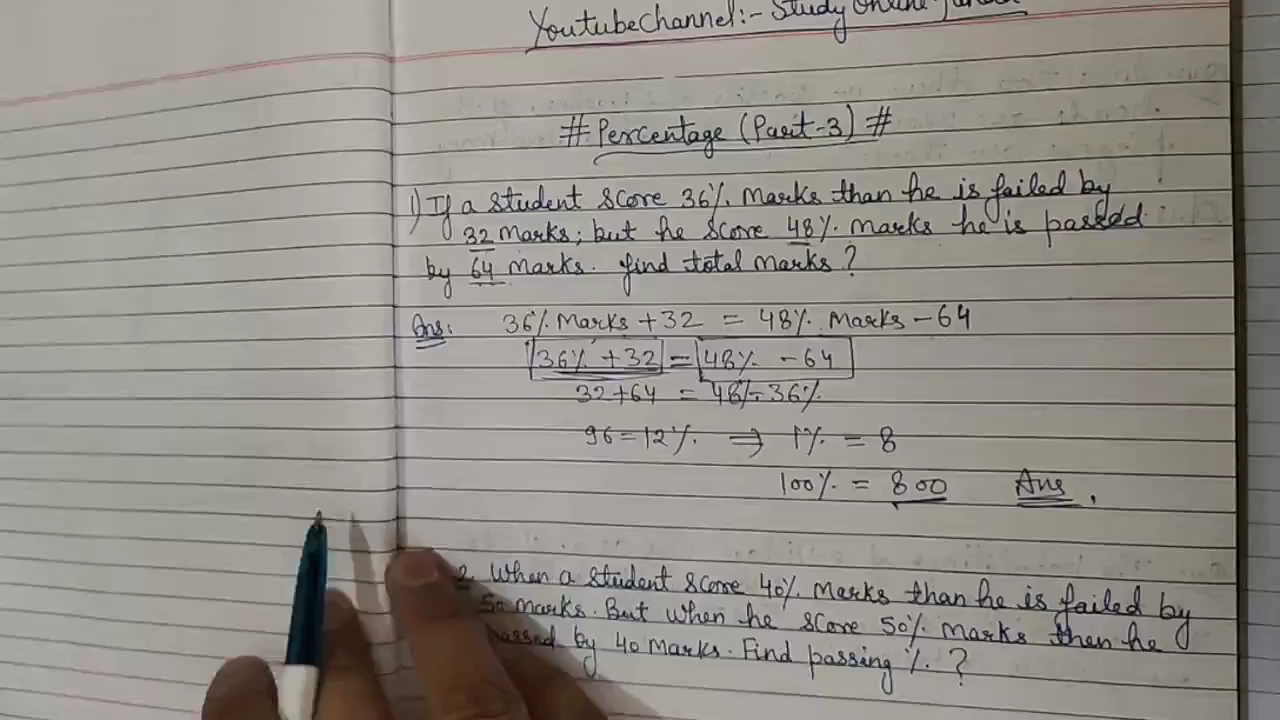 Youtubechannel:- Study Online
# Percentage (Part-3) #
1) If a student score 36% Marks than he is failed by
32 Marks; but he score 48% marks he is passed
by 64 marks. find total marks?
Ans: 36% Marks + 32 = 48% Marks - 64
36% + 32 = 48% - 64
32 + 64 = 48% - 36%
96 = 12% ⇒ 1% = 8
100% = 800 Ans.
2. When a student score 40% Marks than he is failed by
50 marks. But when he score 50% marks then he
passed by 40 marks. Find passing %. ?